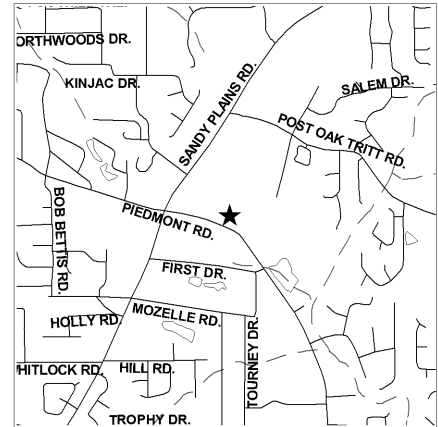 ORTHWOODS DR.
KINJAC DR.
SANDY PLAINS RD.
SALEM DR.
POST OAK TRITT RD.
BOB BETTIS RD.
PIEDMONT RD.
FIRST DR.
HOLLY RD.
MOZELLE RD.
HITLOCK RD.
HILL RD.
TOURNEY DR.
TROPHY DR.